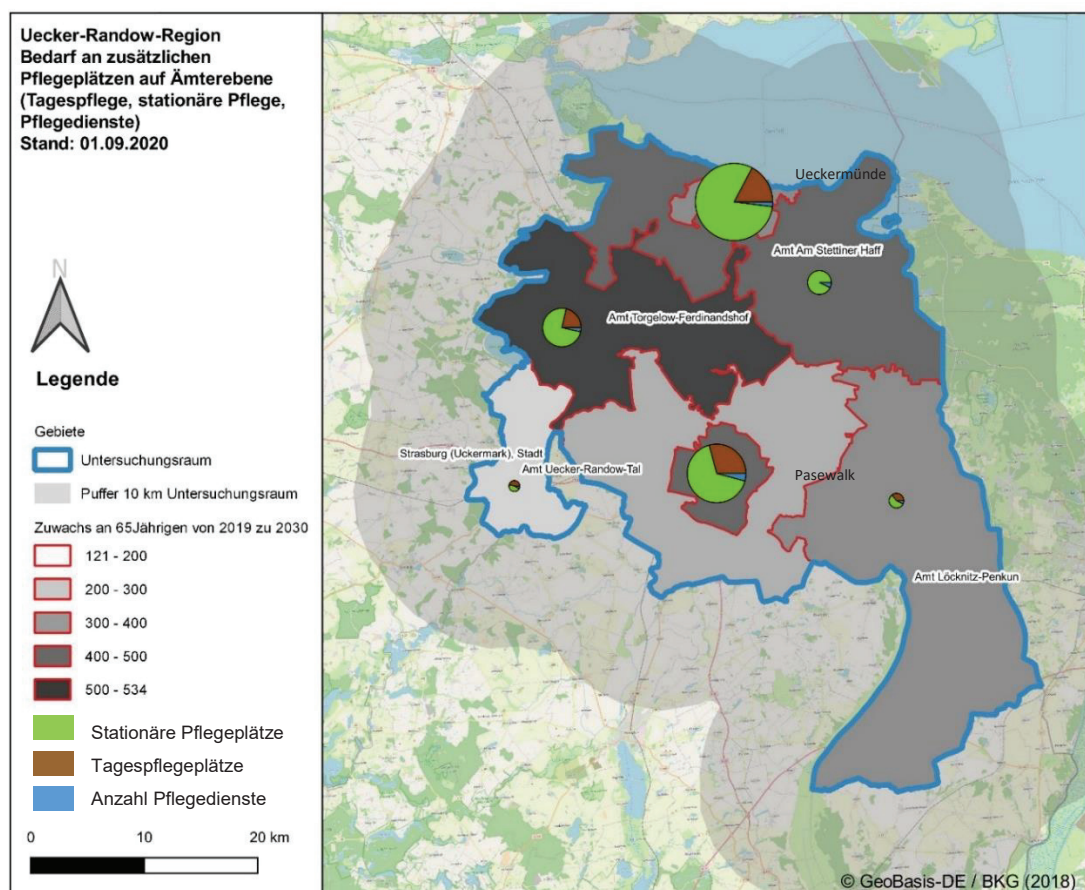 Uecker-Randow-Region
Bedarf an zusätzlichen
Pflegeplätzen auf Ämterebene
(Tagespflege, stationäre Pflege,
Pflegedienste)
Stand: 01.09.2020
N
Legende
Gebiete
Untersuchungsraum
Puffer 10 km Untersuchungsraum
Zuwachs an 65Jährigen von 2019 zu 2030
121 - 200
200 - 300
300 - 400
400 - 500
500 - 534
Stationäre Pflegeplätze
Tagespflegeplätze
Anzahl Pflegedienste
0 10 20 km
Ueckermünde
Amt Am Stettiner Haff
Amt Torgelow-Ferdinandshof
Strasburg (Uckermark), Stadt
Amt Uecker-Randow-Tal
Pasewalk
Amt Löcknitz-Penkun
© GeoBasis-DE / BKG (2018)